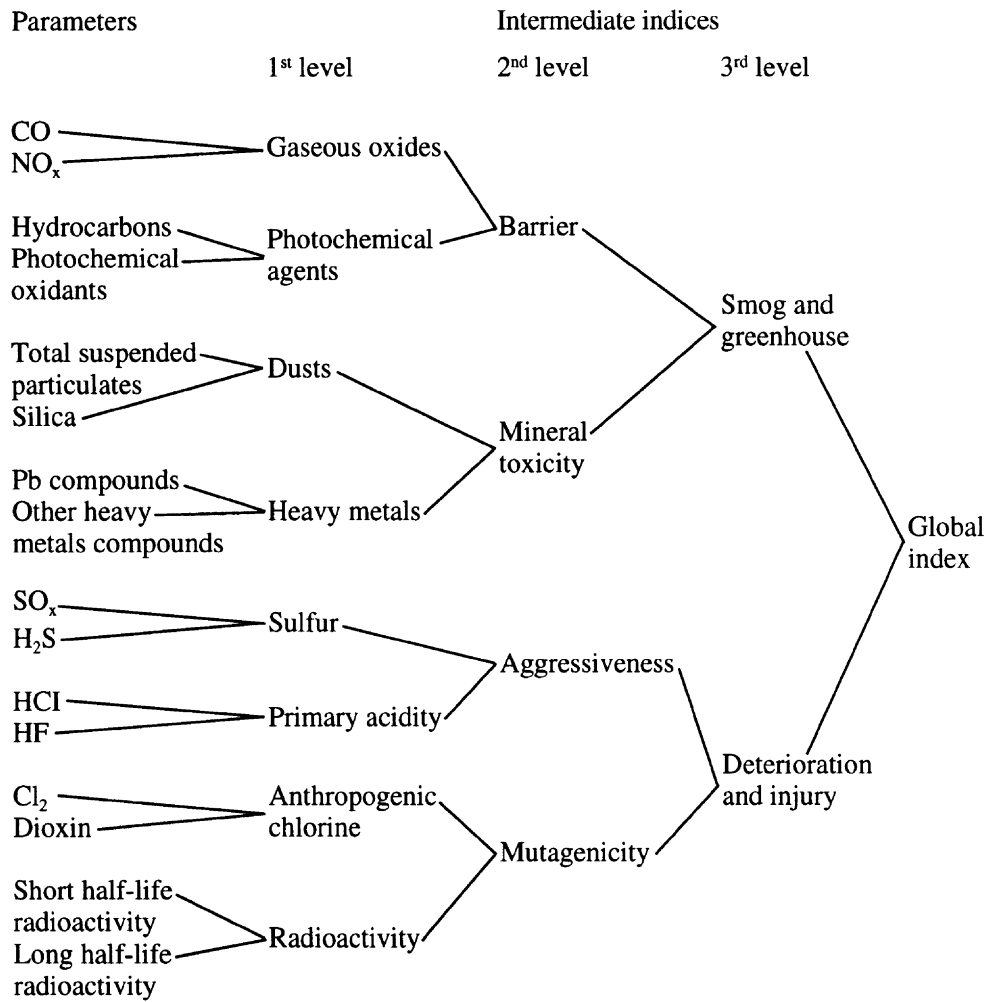 Parameters
Intermediate indices
1st level
2nd level
3rd level
CO
NOx
Gaseous oxides
Hydrocarbons
Photochemical
oxidants
Photochemical
agents
Barrier
Total suspended
particulates
Silica
Dusts
Smog and
greenhouse
Mineral
toxicity
Pb compounds
Other heavy
metals compounds
Heavy metals
Global
index
SOx
H2S
Sulfur
Aggressiveness
HCI
HF
Primary acidity
Deterioration
and injury
Cl2
Dioxin
Anthropogenic
chlorine
Mutagenicity
Short half-life
radioactivity
Long half-life
radioactivity
Radioactivity